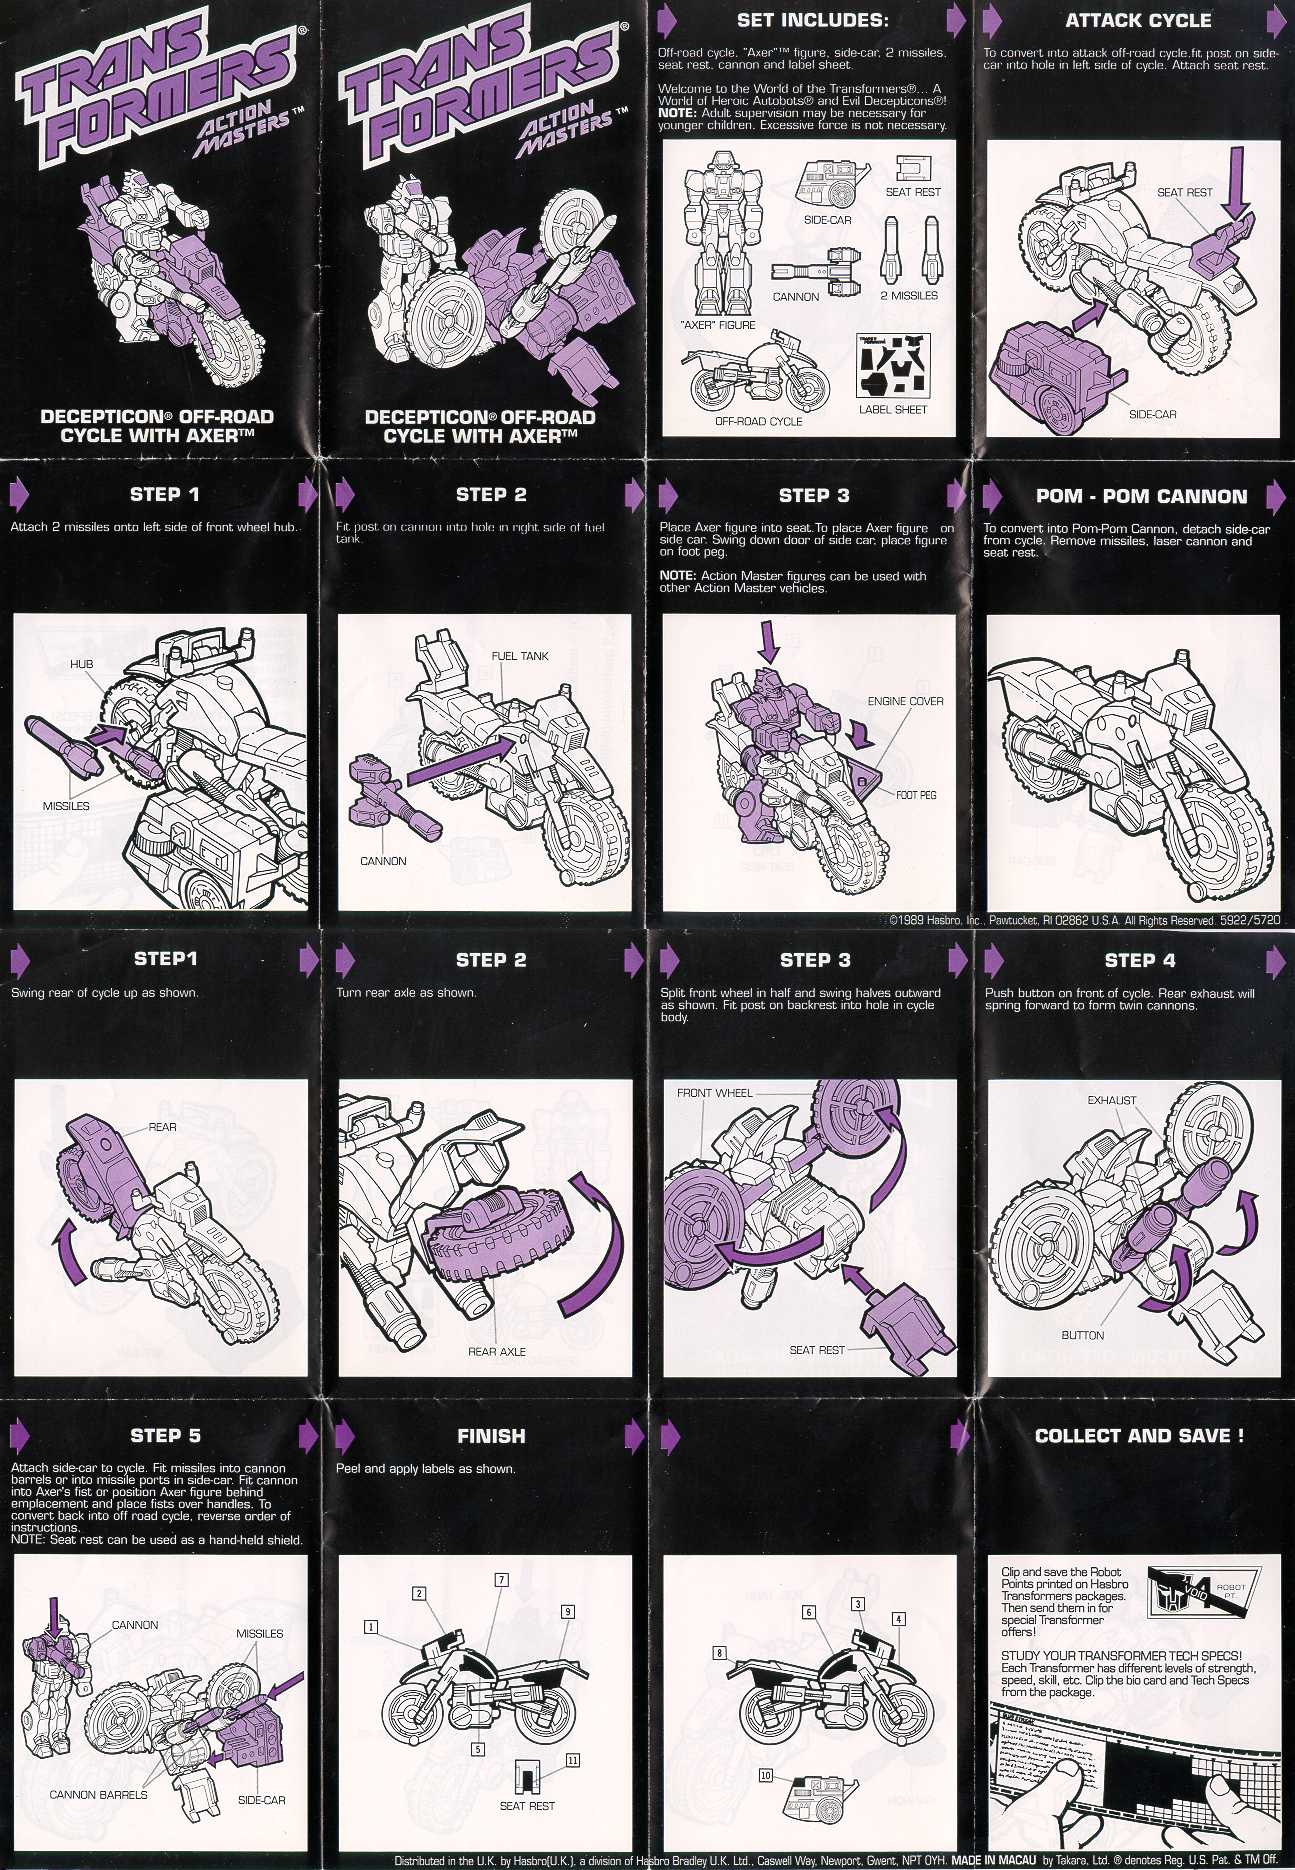 TRANS
FORMERS®
ACTION
MASTERS™
DECEPTICON® OFF-ROAD
CYCLE WITH AXER™
TRANS
FORMERS®
ACTION
MASTERS™
DECEPTICON® OFF-ROAD
CYCLE WITH AXER™
SET INCLUDES:
Off-road cycle, "Axer"™ figure, side-car, 2 missiles,
seat rest, cannon and label sheet.
Welcome to the World of the Transformers®... A
World of Heroic Autobots® and Evil Decepticons®!
NOTE: Adult supervision may be necessary for
younger children. Excessive force is not necessary.
SEAT REST
SIDE-CAR
CANNON
2 MISSILES
"AXER" FIGURE
OFF-ROAD CYCLE
LABEL SHEET
ATTACK CYCLE
To convert into attack off-road cycle,fit post on side-
car into hole in left side of cycle. Attach seat rest.
SEAT REST
SIDE-CAR
STEP 1
Attach 2 missiles onto left side of front wheel hub.
HUB
MISSILES
STEP 2
Fit post on cannon into hole in right side of fuel
tank.
FUEL TANK
CANNON
STEP 3
Place Axer figure into seat.To place Axer figure on
side car. Swing down door of side car, place figure
on foot peg.
NOTE: Action Master figures can be used with
other Action Master vehicles.
ENGINE COVER
FOOT PEG
POM - POM CANNON
To convert into Pom-Pom Cannon, detach side-car
from cycle. Remove missiles, laser cannon and
seat rest.
©1989 Hasbro, Inc., Pawtucket, RI 02862 U.S.A. All Rights Reserved. 5922/5720
STEP1
Swing rear of cycle up as shown.
REAR
STEP 2
Turn rear axle as shown.
REAR AXLE
STEP 3
Split front wheel in half and swing halves outward
as shown. Fit post on backrest into hole in cycle
body.
FRONT WHEEL
SEAT REST
STEP 4
Push button on front of cycle. Rear exhaust will
spring forward to form twin cannons.
EXHAUST
BUTTON
STEP 5
Attach side-car to cycle. Fit missiles into cannon
barrels or into missile ports in side-car. Fit cannon
into Axer's fist or position Axer figure behind
emplacement and place fists over handles. To
convert back into off road cycle, reverse order of
instructions.
NOTE: Seat rest can be used as a hand-held shield.
CANNON
MISSILES
CANNON BARRELS
SIDE-CAR
FINISH
Peel and apply labels as shown.
1
2
7
9
5
11
SEAT REST
8
6
3
4
10
COLLECT AND SAVE !
Clip and save the Robot
Points printed on Hasbro
Transformers packages.
Then send them in for
special Transformer
offers!
VOID
4
ROBOT
PT.
STUDY YOUR TRANSFORMER TECH SPECS!
Each Transformer has different levels of strength,
speed, skill, etc. Clip the bio card and Tech Specs
from the package.
Distributed in the U.K. by Hasbro(U.K.), a division of Hasbro Bradley U.K. Ltd., Caswell Way, Newport, Gwent, NPT 0YH. MADE IN MACAU by Takara, Ltd. ® denotes Reg. U.S. Pat. & TM Off.